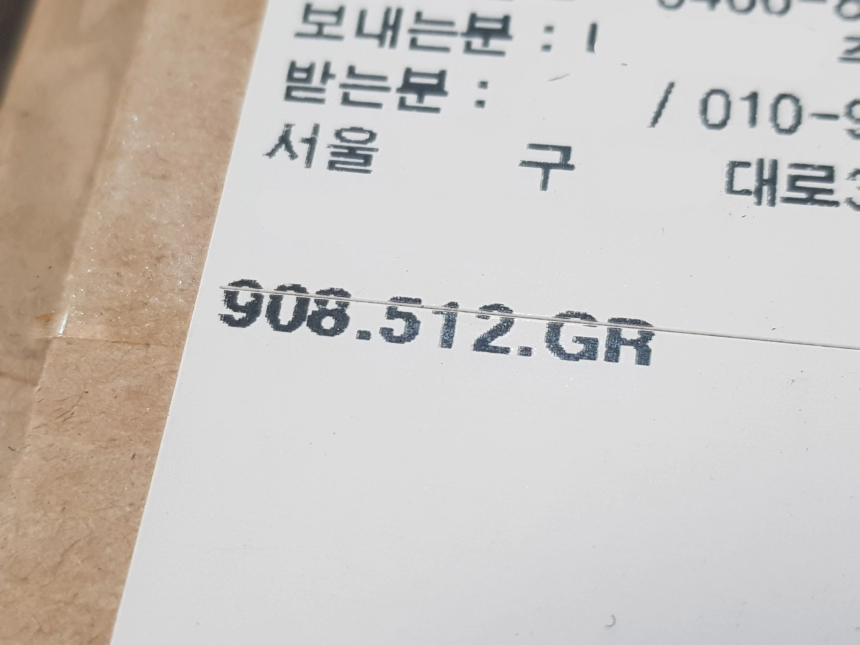 보내는분 :
받는분 : / 010-9
서울 구 대로3
908.512.GR